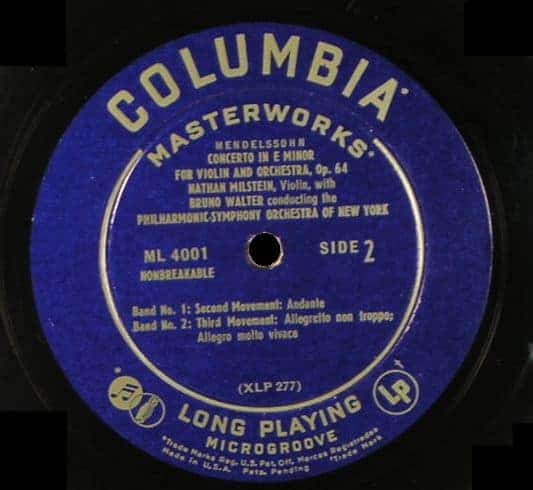 COLUMBIA
MASTERWORKS
MENDELSSOHN
CONCERTO IN E MINOR
FOR VIOLIN AND ORCHESTRA, Op. 64
NATHAN MILSTEIN, Violin, with
BRUNO WALTER conducting the
PHILHARMONIC-SYMPHONY ORCHESTRA OF NEW YORK
ML 4001
SIDE 2
NONBREAKABLE
Band No. 1: Second Movement: Andante
Band No. 2: Third Movement: Allegretto non troppo;
Allegro molto vivace
(XLP 277)
LP
LONG PLAYING
MICROGROOVE
"Trade Marks Reg. U.S. Pat. Off. Marcas Registradas
Made in U.S.A. Pats. Pending *Trade Mark